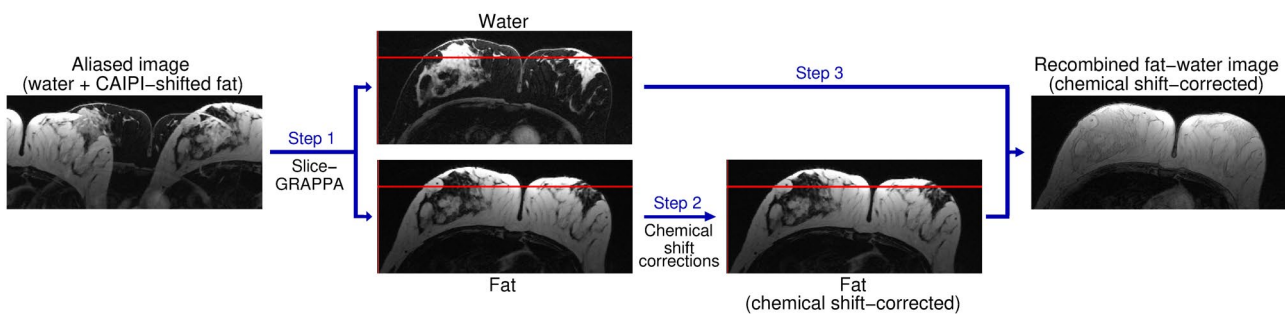 Aliased image
(water + CAIPI−shifted fat)
Step 1
Slice−
GRAPPA
Water
Fat
Step 2
Chemical
shift
corrections
Fat
(chemical shift−corrected)
Step 3
Recombined fat−water image
(chemical shift−corrected)